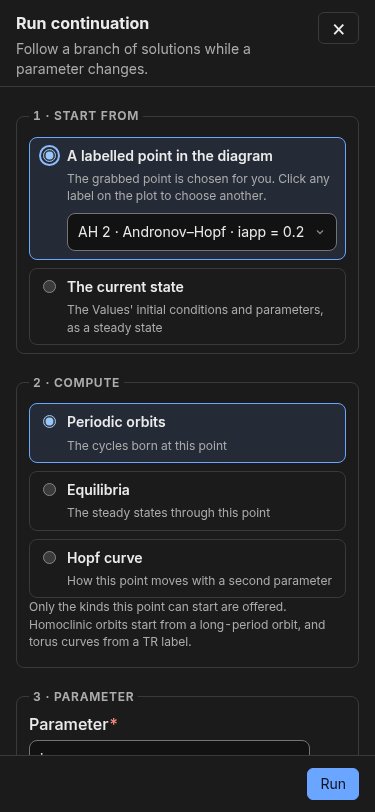 Run continuation
Follow a branch of solutions while a
parameter changes.
1 · START FROM
A labelled point in the diagram
The grabbed point is chosen for you. Click any
label on the plot to choose another.
AH 2 · Andronov–Hopf · iapp = 0.2
The current state
The Values' initial conditions and parameters,
as a steady state
2 · COMPUTE
Periodic orbits
The cycles born at this point
Equilibria
The steady states through this point
Hopf curve
How this point moves with a second parameter
Only the kinds this point can start are offered.
Homoclinic orbits start from a long-period orbit, and
torus curves from a TR label.
3 · PARAMETER
Parameter*
Run